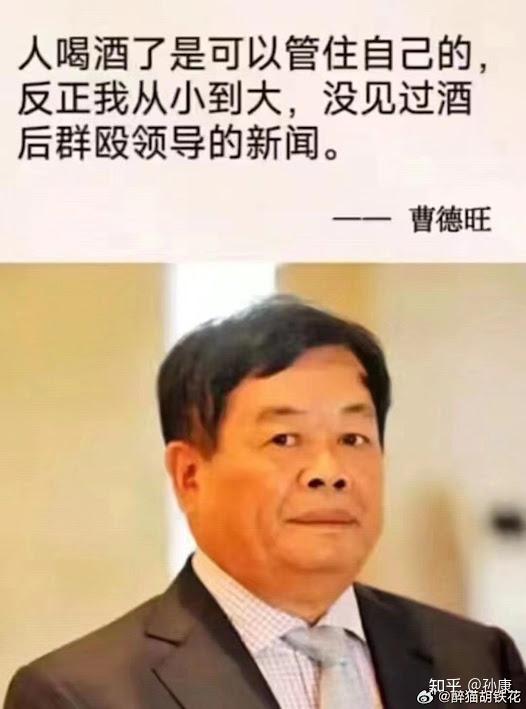 人喝酒了是可以管住自己的，
反正我从小到大，没见过酒
后群殴领导的新闻。
—— 曹德旺
知乎 @孙康
@醉猫胡铁花